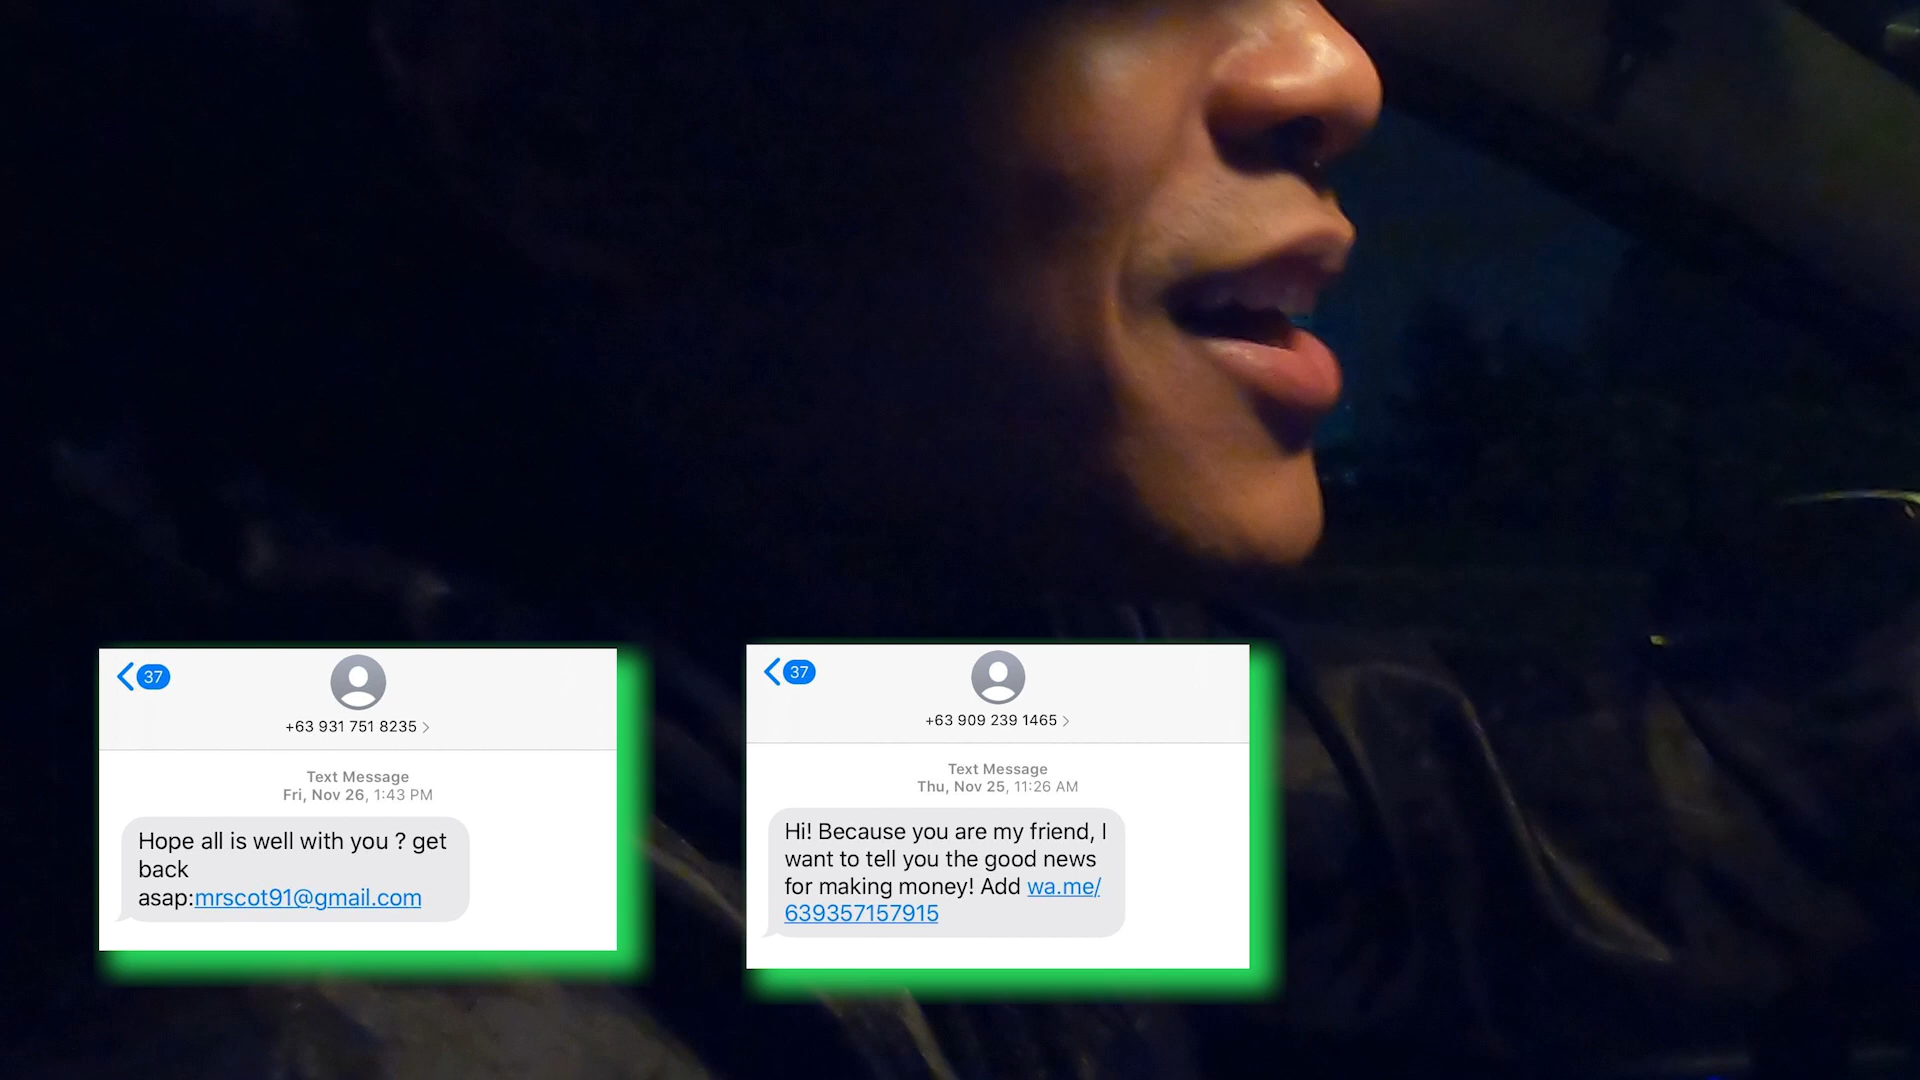 37
+63 931 751 8235
Text Message
Fri, Nov 26, 1:43 PM
Hope all is well with you ? get
back
asap:mrscot91@gmail.com
37
+63 909 239 1465
Text Message
Thu, Nov 25, 11:26 AM
Hi! Because you are my friend, I
want to tell you the good news
for making money! Add wa.me/
639357157915